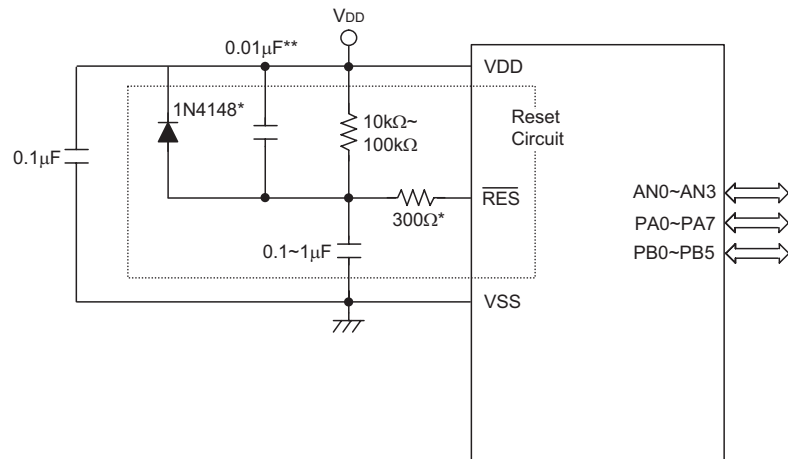 VDD
0.01μF**
VDD
1N4148*
10kΩ~
100kΩ
Reset
Circuit
0.1μF
AN0~AN3
RES
300Ω*
PA0~PA7
0.1~1μF
PB0~PB5
VSS